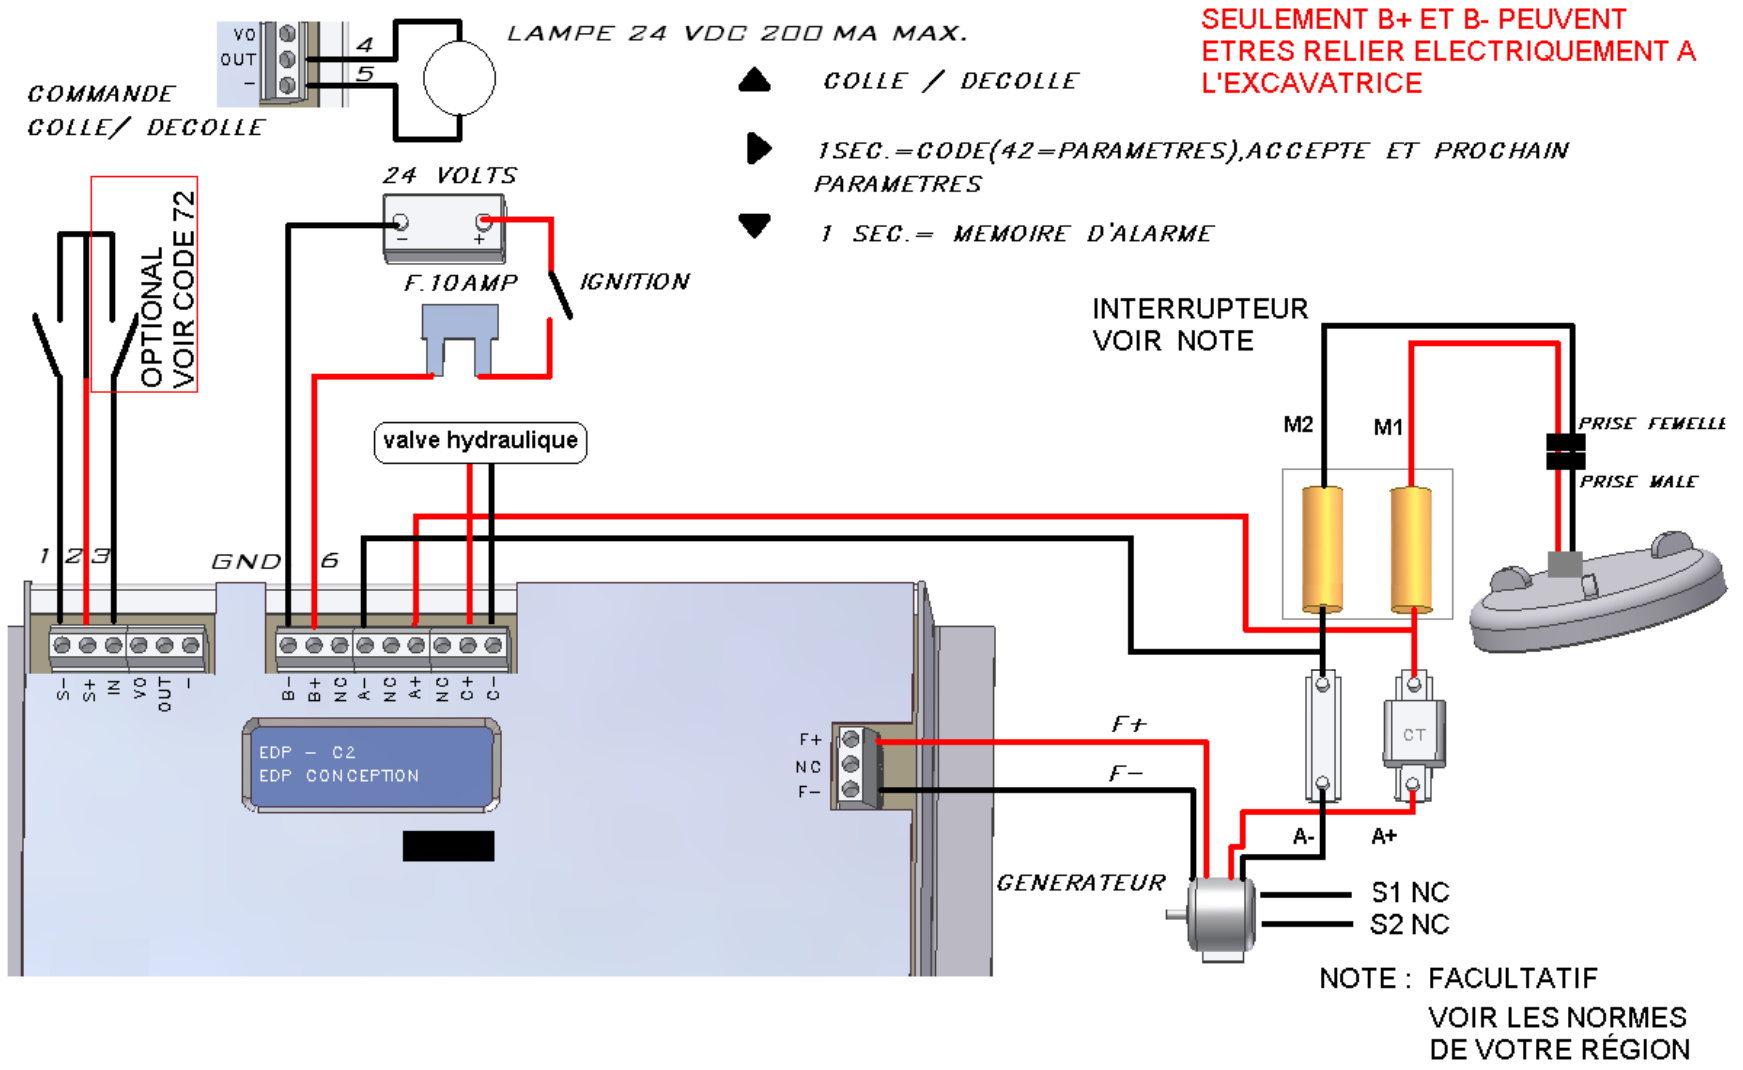 VO
OUT
-
4
5
LAMPE 24 VDC 200 MA MAX.
SEULEMENT B+ ET B- PEUVENT
ETRES RELIER ELECTRIQUEMENT A
L'EXCAVATRICE
COMMANDE
COLLE/ DECOLLE
COLLE / DECOLLE
1SEC.=CODE(42=PARAMETRES),ACCEPTE ET PROCHAIN
PARAMETRES
1 SEC.= MEMOIRE D'ALARME
24 VOLTS
- +
F.10AMP
IGNITION
OPTIONAL
VOIR CODE 72
INTERRUPTEUR
VOIR NOTE
M2
M1
PRISE FEMELLE
PRISE MALE
valve hydraulique
1 2 3
GND
6
S-
S+
IN
VO
OUT
-
B-
B+
NC
A-
NC
A+
NC
C+
C-
EDP - C2
EDP CONCEPTION
F+
NC
F-
F+
F-
CT
A-
A+
GENERATEUR
S1 NC
S2 NC
NOTE : FACULTATIF
VOIR LES NORMES
DE VOTRE RÉGION